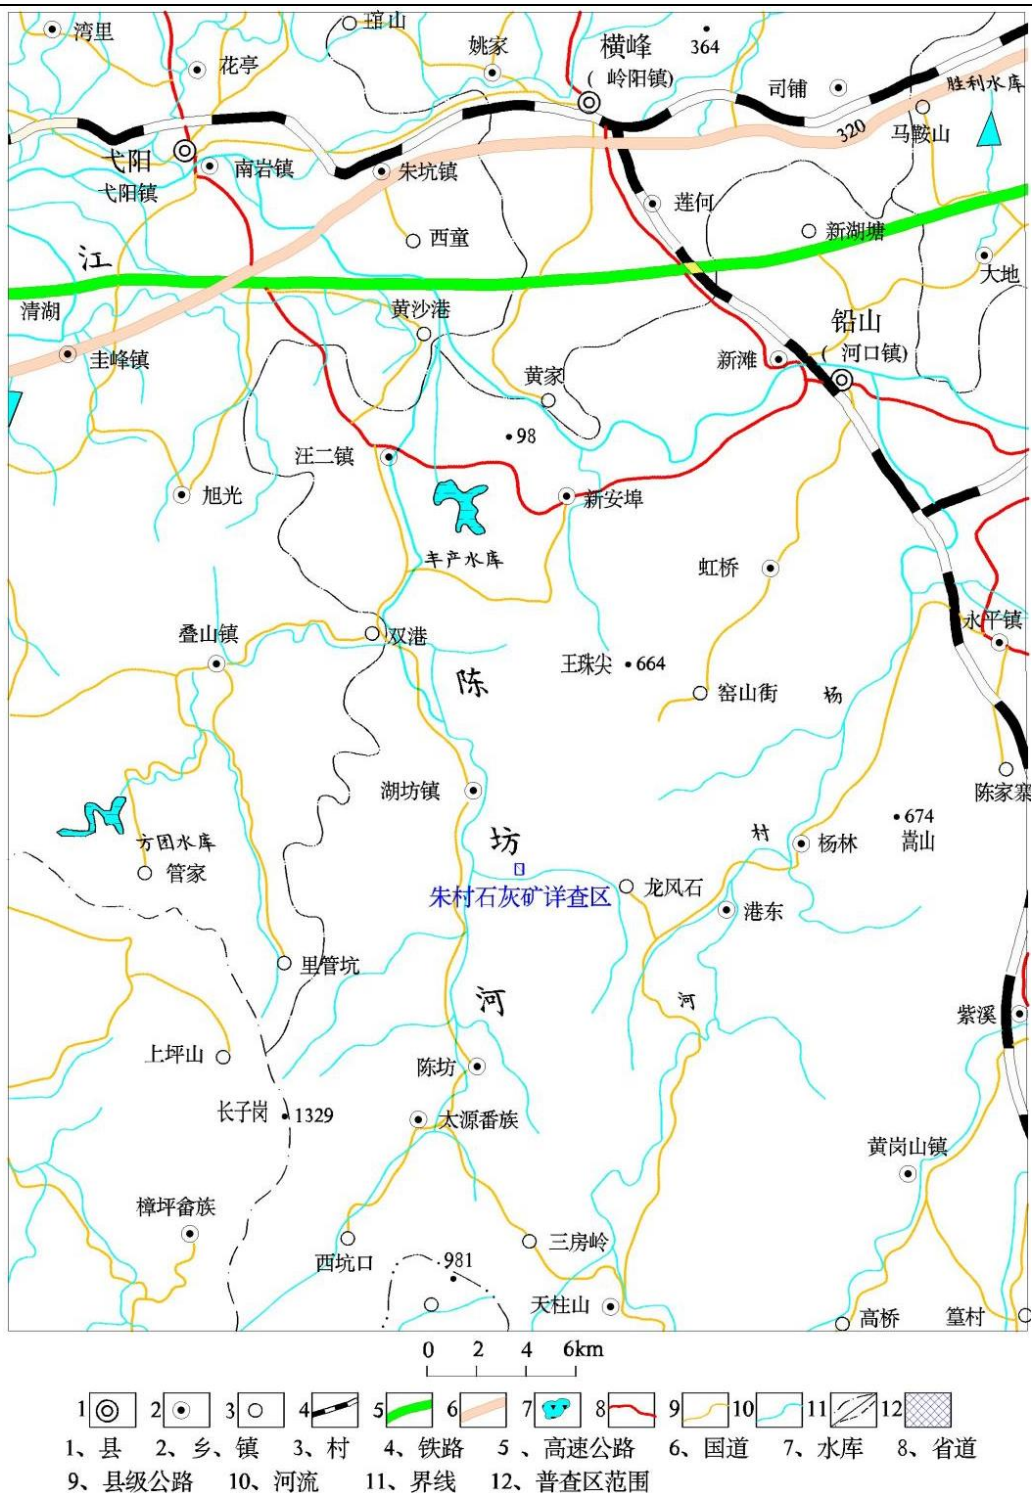 湾里
瑄山
花亭
姚家
横峰
(岭阳镇)
364
司铺
胜利水库
320
马鞍山
弋阳
弋阳镇
南岩镇
朱坑镇
莲何
西童
新湖塘
大地
江
清湖
黄沙港
铅山
(河口镇)
圭峰镇
新滩
黄家
98
汪二镇
旭光
新安埠
丰产水库
虹桥
叠山镇
双港
永平镇
王珠尖
664
陈
窑山街
杨
湖坊镇
陈家寨
674
嵩山
方团水库
坊
村
杨林
管家
朱村石灰矿详查区
龙风石
港东
里管坑
河
河
紫溪
上坪山
陈坊
长子岗
1329
太源畨族
黄岗山镇
樟坪畲族
西坑口
981
三房岭
天柱山
高桥
篁村
0 2 4 6km
1 2 3 4 5 6 7 8 9 10 11 12
1、县 2、乡、镇 3、村 4、铁路 5、高速公路 6、国道 7、水库 8、省道
9、县级公路 10、河流 11、界线 12、普查区范围